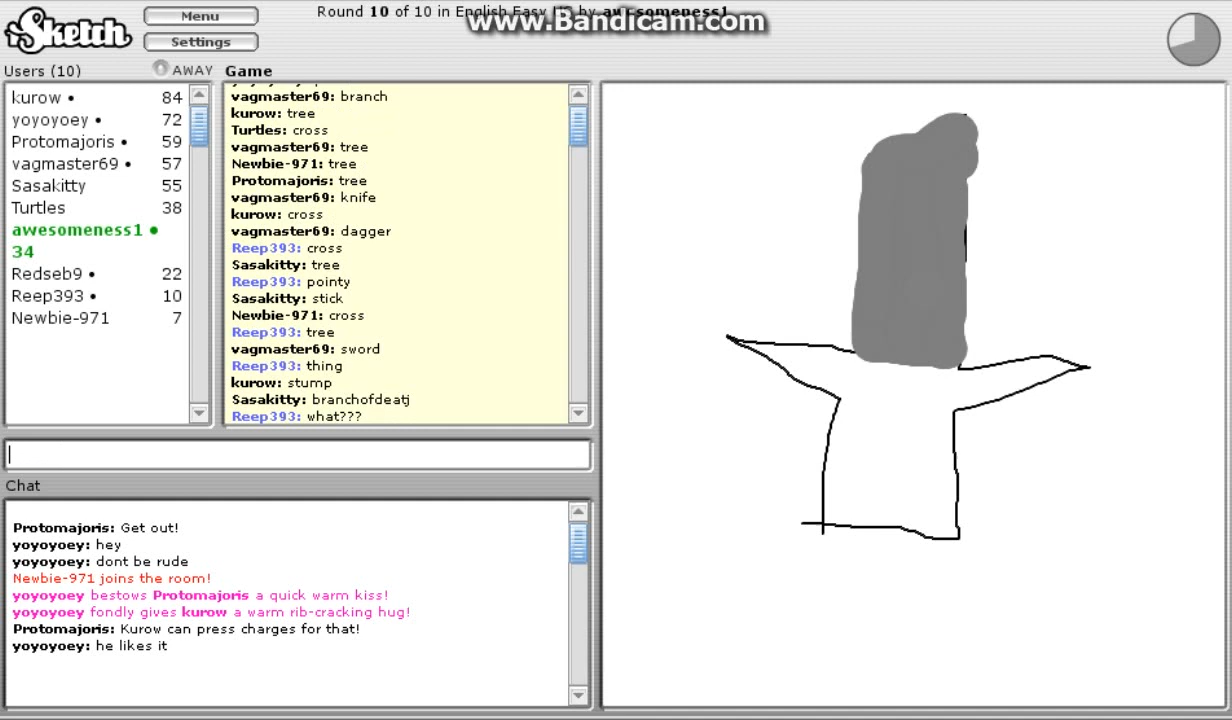 iSketch
Menu
Settings
Round 10 of 10 in English Easy by awesomeness1
www.Bandicam.com
Users (10)
AWAY
Game
kurow • 84
yoyoyoey • 72
Protomajoris • 59
vagmaster69 • 57
Sasakitty 55
Turtles 38
awesomeness1 •
34
Redseb9 • 22
Reep393 • 10
Newbie-971 7
vagmaster69: branch
kurow: tree
Turtles: cross
vagmaster69: tree
Newbie-971: tree
Protomajoris: tree
vagmaster69: knife
kurow: cross
vagmaster69: dagger
Reep393: cross
Sasakitty: tree
Reep393: pointy
Sasakitty: stick
Newbie-971: cross
Reep393: tree
vagmaster69: sword
Reep393: thing
kurow: stump
Sasakitty: branchofdeatj
Reep393: what???
Chat
Protomajoris: Get out!
yoyoyoey: hey
yoyoyoey: dont be rude
Newbie-971 joins the room!
yoyoyoey bestows Protomajoris a quick warm kiss!
yoyoyoey fondly gives kurow a warm rib-cracking hug!
Protomajoris: Kurow can press charges for that!
yoyoyoey: he likes it